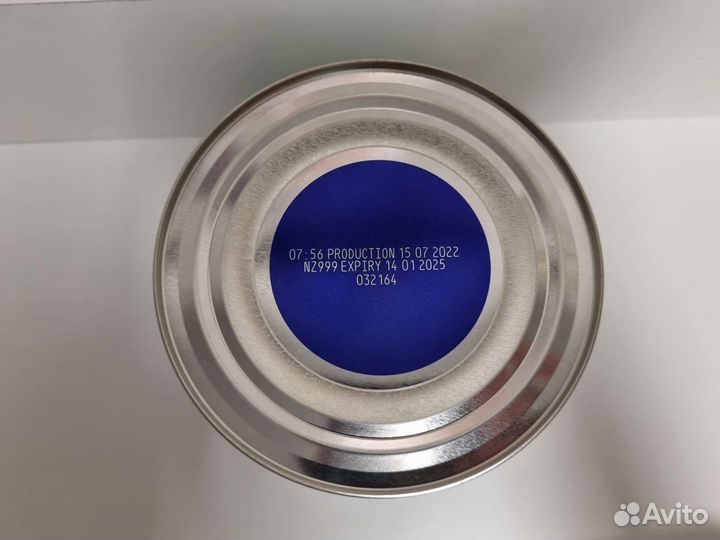 07:56 PRODUCTION 15 07 2022
NZ999 EXPIRY 14 01 2025
032164
Avito